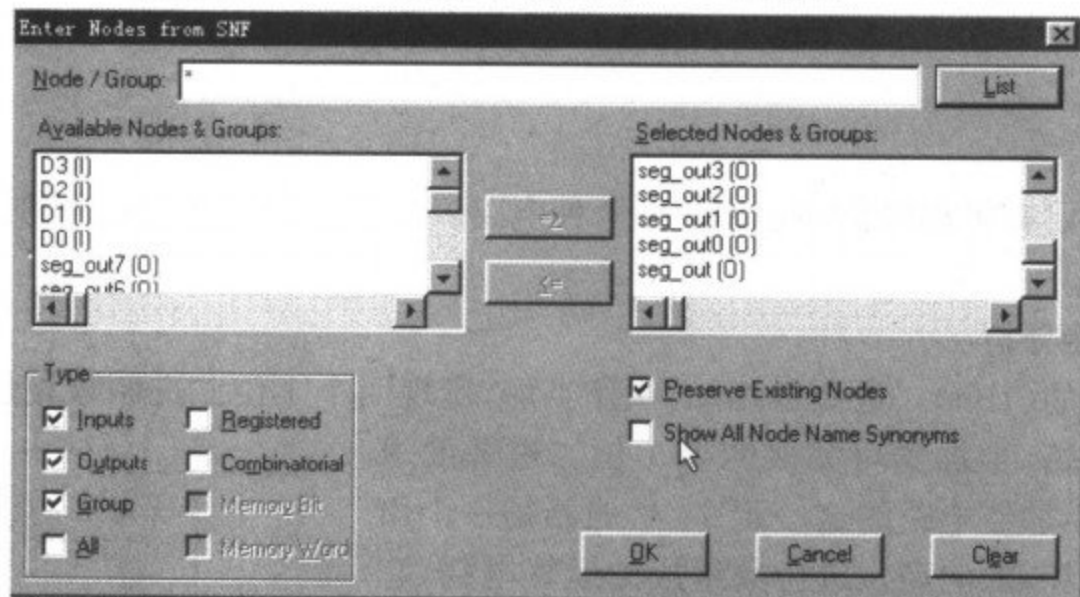 Enter Nodes from SNF
Node / Group: *
List
Available Nodes & Groups:
D3 (I)
D2 (I)
D1 (I)
D0 (I)
seg_out7 (O)
seg_out6 (O)
=>
<=
Selected Nodes & Groups:
seg_out3 (O)
seg_out2 (O)
seg_out1 (O)
seg_out0 (O)
seg_out (O)
Type
Inputs
Registered
Outputs
Combinatorial
Group
Memory Bit
All
Memory Word
Preserve Existing Nodes
Show All Node Name Synonyms
OK
Cancel
Clear